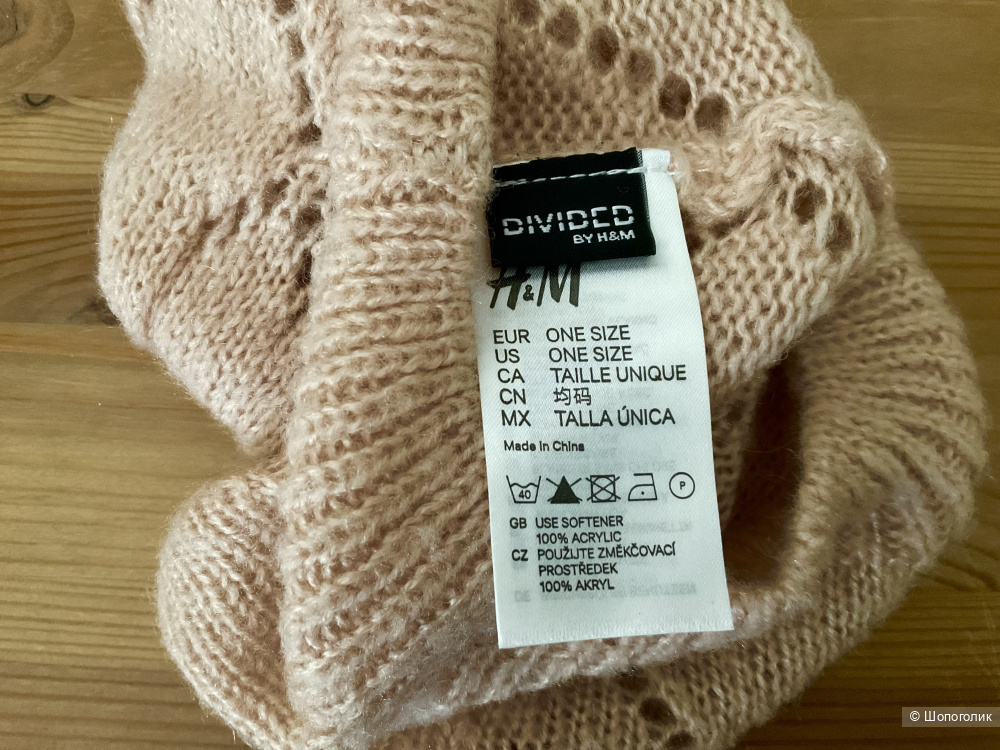 DIVIDED
BY H&M
H&M
EUR ONE SIZE
US ONE SIZE
CA TAILLE UNIQUE
CN 均码
MX TALLA ÚNICA
Made in China
40 P
GB USE SOFTENER
100% ACRYLIC
CZ POUŽIJTE ZMĚKČOVACÍ
PROSTŘEDEK
100% AKRYL
© Шопоголик